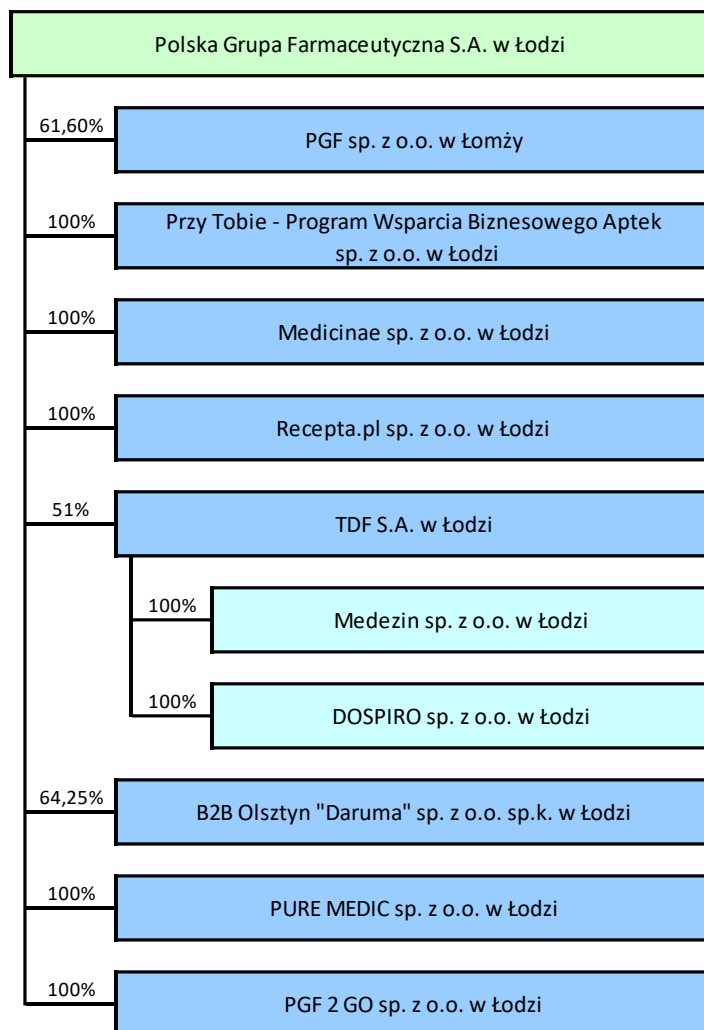 Polska Grupa Farmaceutyczna S.A. w Łodzi
61,60%
PGF sp. z o.o. w Łomży
100%
Przy Tobie - Program Wsparcia Biznesowego Aptek
sp. z o.o. w Łodzi
100%
Medicinae sp. z o.o. w Łodzi
100%
Recepta.pl sp. z o.o. w Łodzi
51%
TDF S.A. w Łodzi
100%
Medezin sp. z o.o. w Łodzi
100%
DOSPIRO sp. z o.o. w Łodzi
64,25%
B2B Olsztyn "Daruma" sp. z o.o. sp.k. w Łodzi
100%
PURE MEDIC sp. z o.o. w Łodzi
100%
PGF 2 GO sp. z o.o. w Łodzi